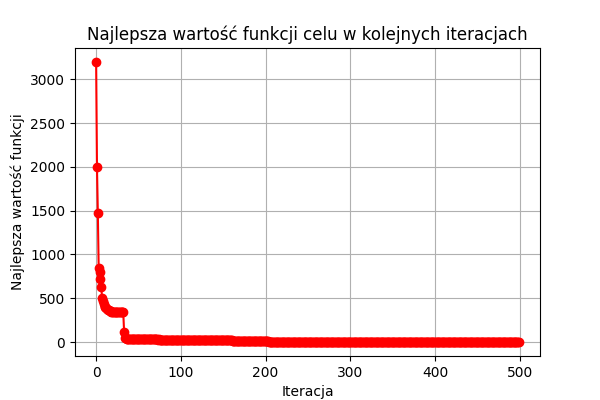 Najlepsza wartość funkcji celu w kolejnych iteracjach
Najlepsza wartość funkcji
3000
2500
2000
1500
1000
500
0
0 100 200 300 400 500
Iteracja